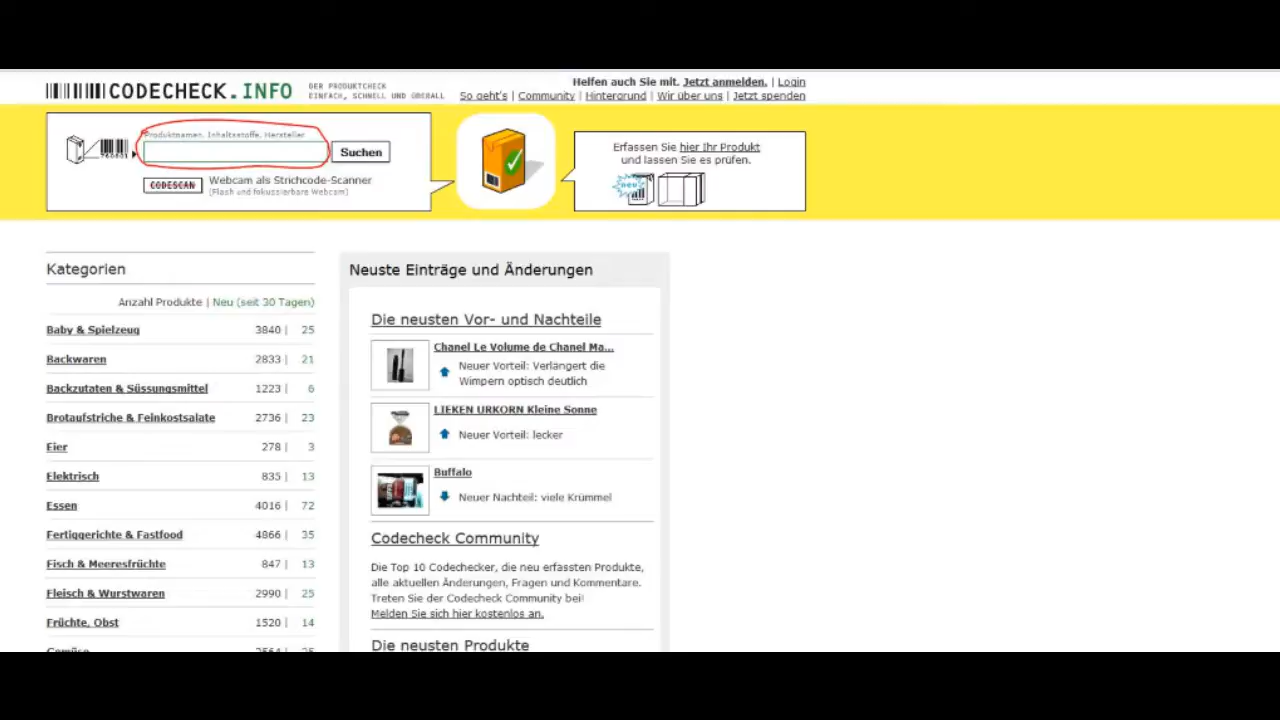 CODECHECK.INFO
DER PRODUKTCHECK
EINFACH, SCHNELL UND ÜBERALL
Helfen auch Sie mit. Jetzt anmelden. | Login
So geht's | Community | Hintergrund | Wir über uns | Jetzt spenden
Produktnamen, Inhaltsstoffe, Hersteller
Suchen
CODESCAN
Webcam als Strichcode-Scanner
(Flash und fokussierbare Webcam)
Erfassen Sie hier Ihr Produkt
und lassen Sie es prüfen.
neu
Kategorien
Anzahl Produkte | Neu (seit 30 Tagen)
Baby & Spielzeug 3840 | 25
Backwaren 2833 | 21
Backzutaten & Süssungsmittel 1223 | 6
Brotaufstriche & Feinkostsalate 2736 | 23
Eier 278 | 3
Elektrisch 835 | 13
Essen 4016 | 72
Fertiggerichte & Fastfood 4866 | 35
Fisch & Meeresfrüchte 847 | 13
Fleisch & Wurstwaren 2990 | 25
Früchte, Obst 1520 | 14
Neuste Einträge und Änderungen
Die neusten Vor- und Nachteile
Chanel Le Volume de Chanel Ma...
Neuer Vorteil: Verlängert die
Wimpern optisch deutlich
LIEKEN URKORN Kleine Sonne
Neuer Vorteil: lecker
Buffalo
Neuer Nachteil: viele Krümmel
Codecheck Community
Die Top 10 Codechecker, die neu erfassten Produkte,
alle aktuellen Änderungen, Fragen und Kommentare.
Treten Sie der Codecheck Community bei!
Melden Sie sich hier kostenlos an.
Die neusten Produkte